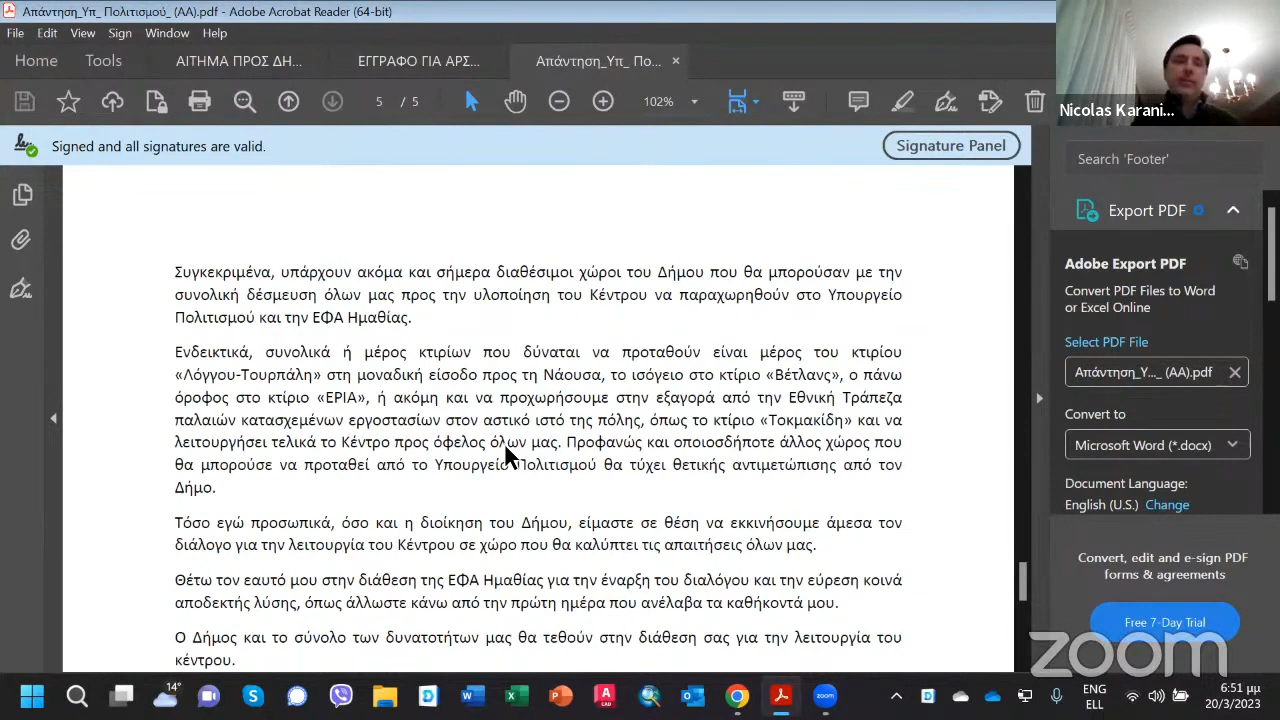 Απάντηση_Υπ_ Πολιτισμού_ (ΑΑ).pdf - Adobe Acrobat Reader (64-bit)
File Edit View Sign Window Help
Home Tools ΑΙΤΗΜΑ ΠΡΟΣ ΔΗ... ΕΓΓΡΑΦΟ ΓΙΑ ΑΡΣ... Απάντηση_Υπ_ Πο... ×
5 / 5 102%
Nicolas Karani...
Signed and all signatures are valid. Signature Panel
Search 'Footer'
Export PDF
Adobe Export PDF
Convert PDF Files to Word
or Excel Online
Select PDF File
Απάντηση_Υ..._ (ΑΑ).pdf
Convert to
Microsoft Word (*.docx)
Document Language:
English (U.S.) Change
Convert, edit and e-sign PDF
forms & agreements
Free 7-Day Trial
Συγκεκριμένα, υπάρχουν ακόμα και σήμερα διαθέσιμοι χώροι του Δήμου που θα μπορούσαν με την
συνολική δέσμευση όλων μας προς την υλοποίηση του Κέντρου να παραχωρηθούν στο Υπουργείο
Πολιτισμού και την ΕΦΑ Ημαθίας.
Ενδεικτικά, συνολικά ή μέρος κτιρίων που δύναται να προταθούν είναι μέρος του κτιρίου
«Λόγγου-Τουρπάλη» στη μοναδική είσοδο προς τη Νάουσα, το ισόγειο στο κτίριο «Βέτλανς», ο πάνω
όροφος στο κτίριο «ΕΡΙΑ», ή ακόμη και να προχωρήσουμε στην εξαγορά από την Εθνική Τράπεζα
παλαιών κατασχεμένων εργοστασίων στον αστικό ιστό της πόλης, όπως το κτίριο «Τοκμακίδη» και να
λειτουργήσει τελικά το Κέντρο προς όφελος όλων μας. Προφανώς και οποιοσδήποτε άλλος χώρος που
θα μπορούσε να προταθεί από το Υπουργείο Πολιτισμού θα τύχει θετικής αντιμετώπισης από τον
Δήμο.
Τόσο εγώ προσωπικά, όσο και η διοίκηση του Δήμου, είμαστε σε θέση να εκκινήσουμε άμεσα τον
διάλογο για την λειτουργία του Κέντρου σε χώρο που θα καλύπτει τις απαιτήσεις όλων μας.
Θέτω τον εαυτό μου στην διάθεση της ΕΦΑ Ημαθίας για την έναρξη του διαλόγου και την εύρεση κοινά
αποδεκτής λύσης, όπως άλλωστε κάνω από την πρώτη ημέρα που ανέλαβα τα καθήκοντά μου.
Ο Δήμος και το σύνολο των δυνατοτήτων μας θα τεθούν στην διάθεση σας για την λειτουργία του
κέντρου.
zoom
14°
ENG
ELL
6:51 μμ
20/3/2023